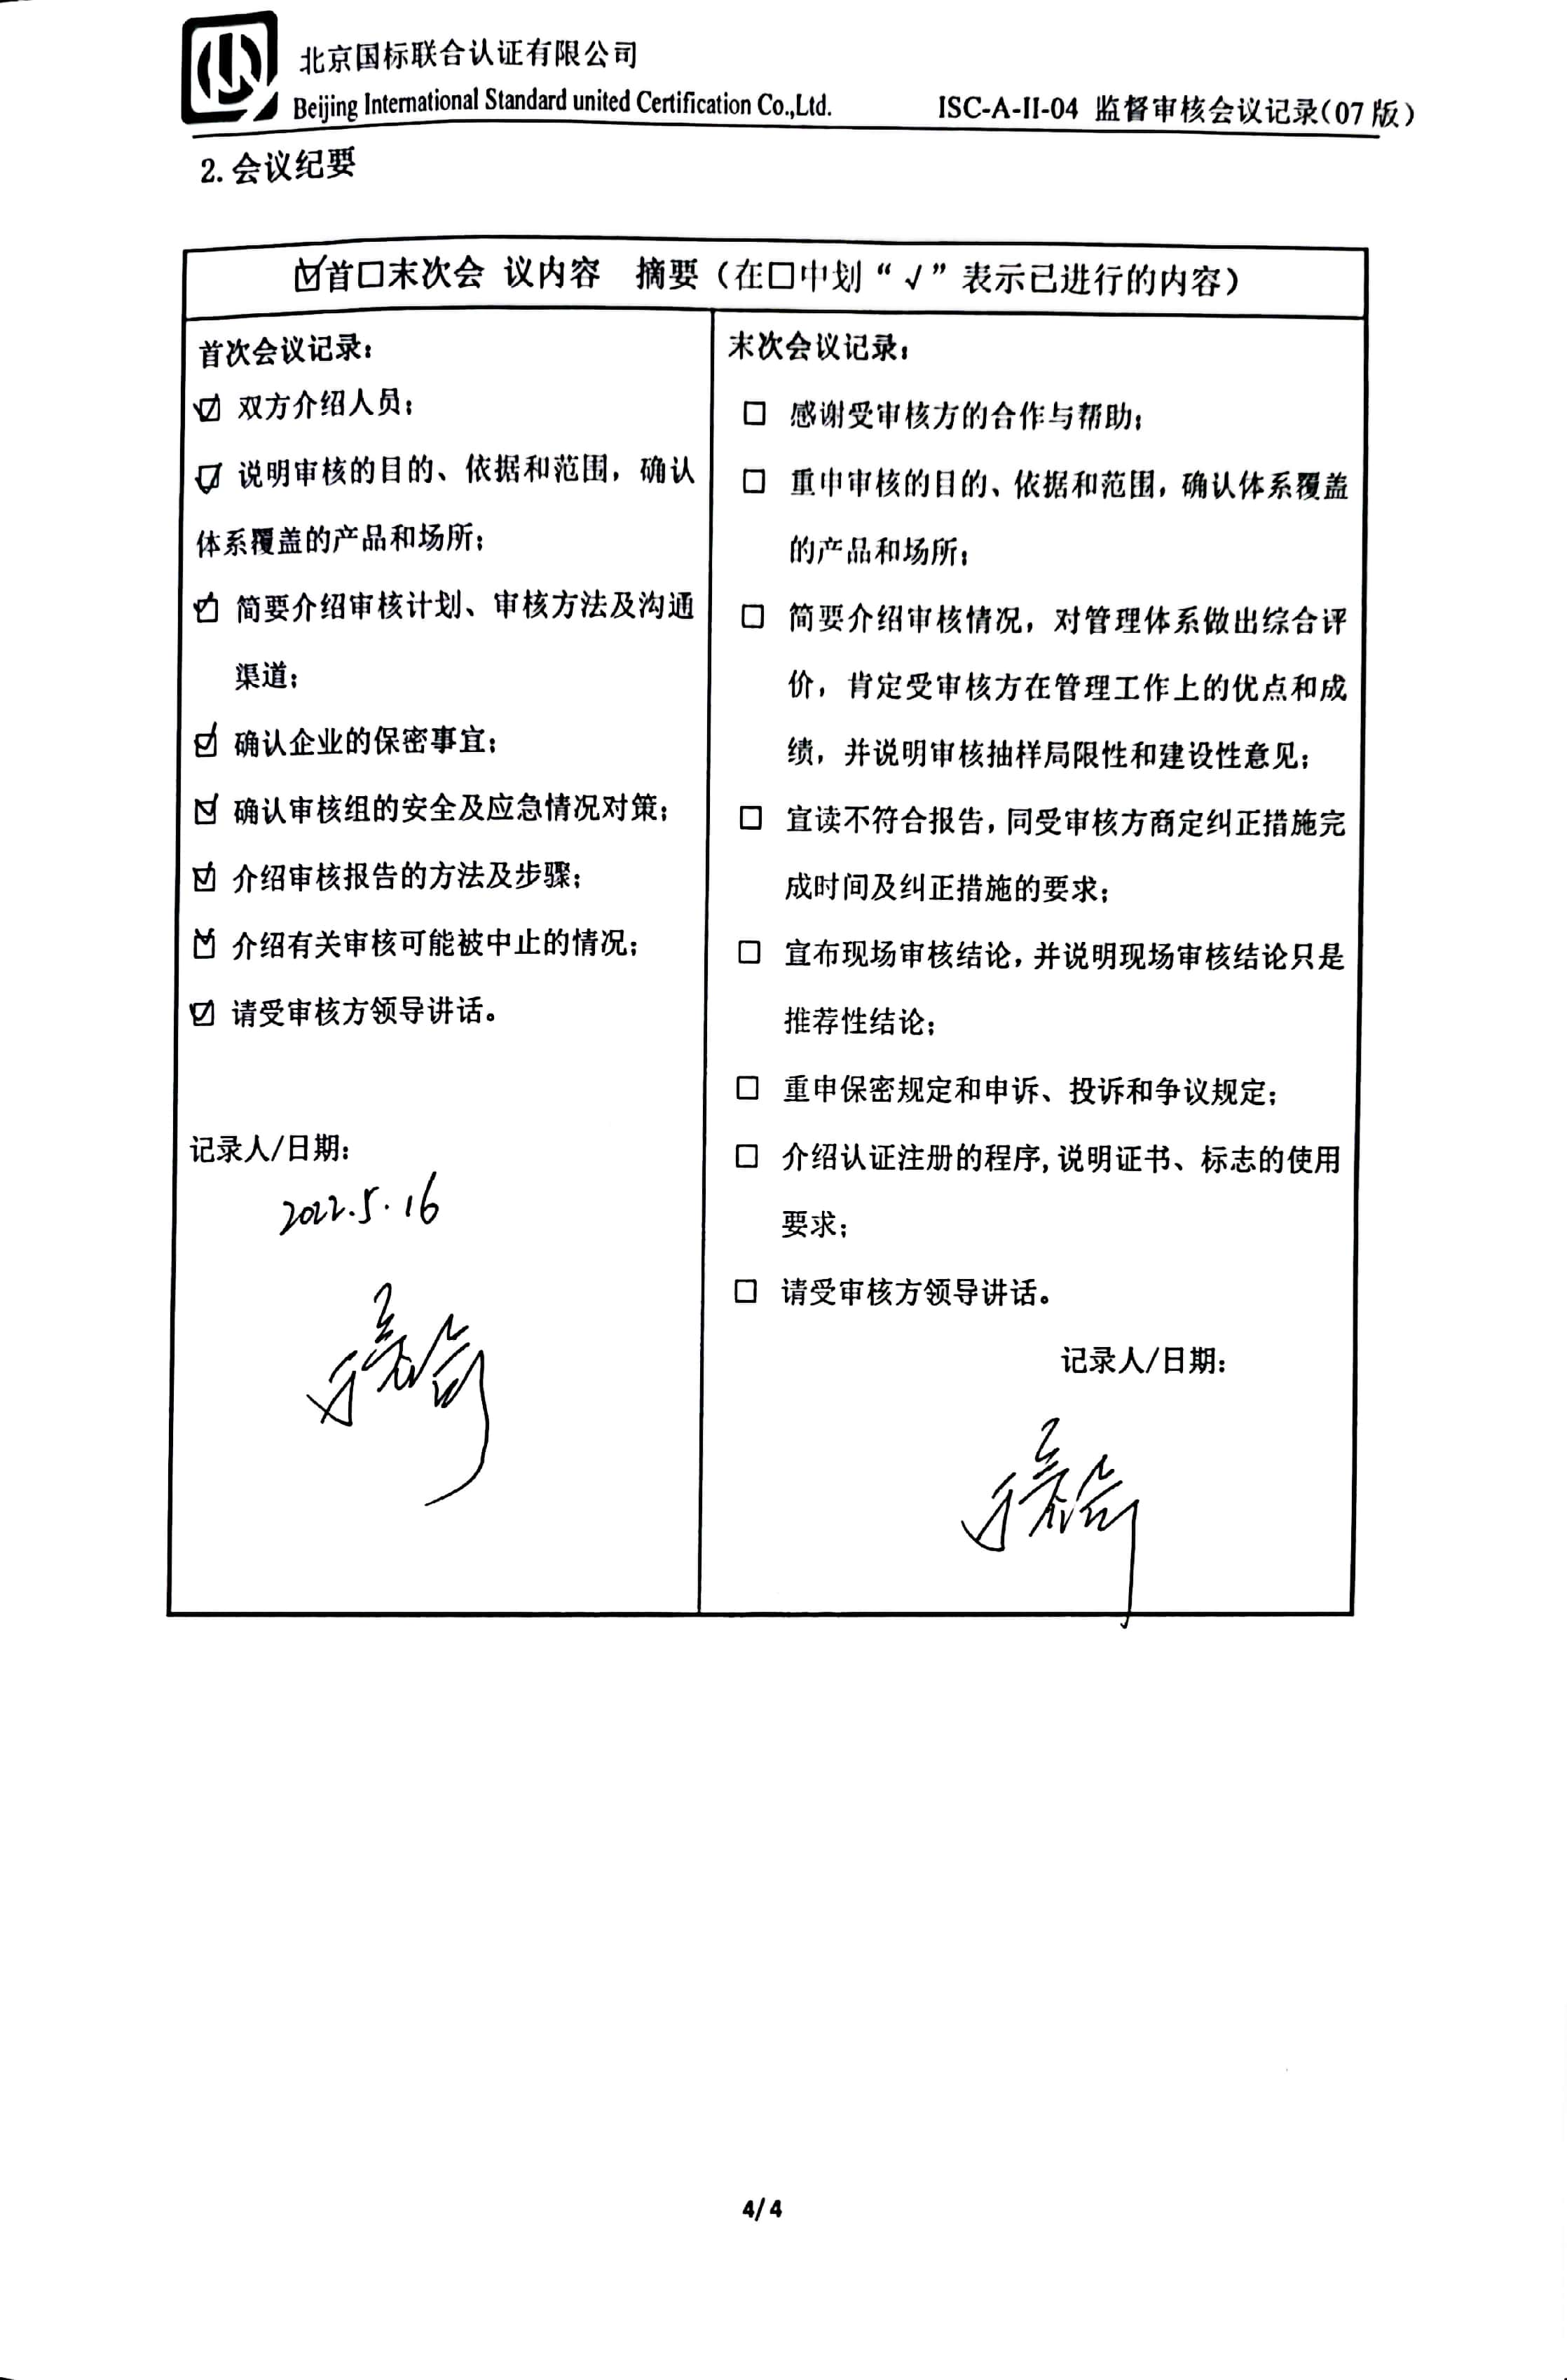 北京国标联合认证有限公司
Beijing International Standard united Certification Co.,Ltd.
ISC-A-II-04 监督审核会议记录(07版)
2.会议纪要
☑首□末次会 议内容 摘要（在□中划“√”表示已进行的内容）
首次会议记录：
☑ 双方介绍人员；
☑ 说明审核的目的、依据和范围，确认
体系覆盖的产品和场所；
☑ 简要介绍审核计划、审核方法及沟通
渠道；
☑ 确认企业的保密事宜；
☑ 确认审核组的安全及应急情况对策；
☑ 介绍审核报告的方法及步骤；
☑ 介绍有关审核可能被中止的情况；
☑ 请受审核方领导讲话。
记录人/日期：
2022.5.16
末次会议记录：
□ 感谢受审核方的合作与帮助；
□ 重申审核的目的、依据和范围，确认体系覆盖
的产品和场所；
□ 简要介绍审核情况，对管理体系做出综合评
价，肯定受审核方在管理工作上的优点和成
绩，并说明审核抽样局限性和建设性意见；
□ 宣读不符合报告，同受审核方商定纠正措施完
成时间及纠正措施的要求；
□ 宣布现场审核结论，并说明现场审核结论只是
推荐性结论；
□ 重申保密规定和申诉、投诉和争议规定；
□ 介绍认证注册的程序，说明证书、标志的使用
要求；
□ 请受审核方领导讲话。
记录人/日期：
4/4